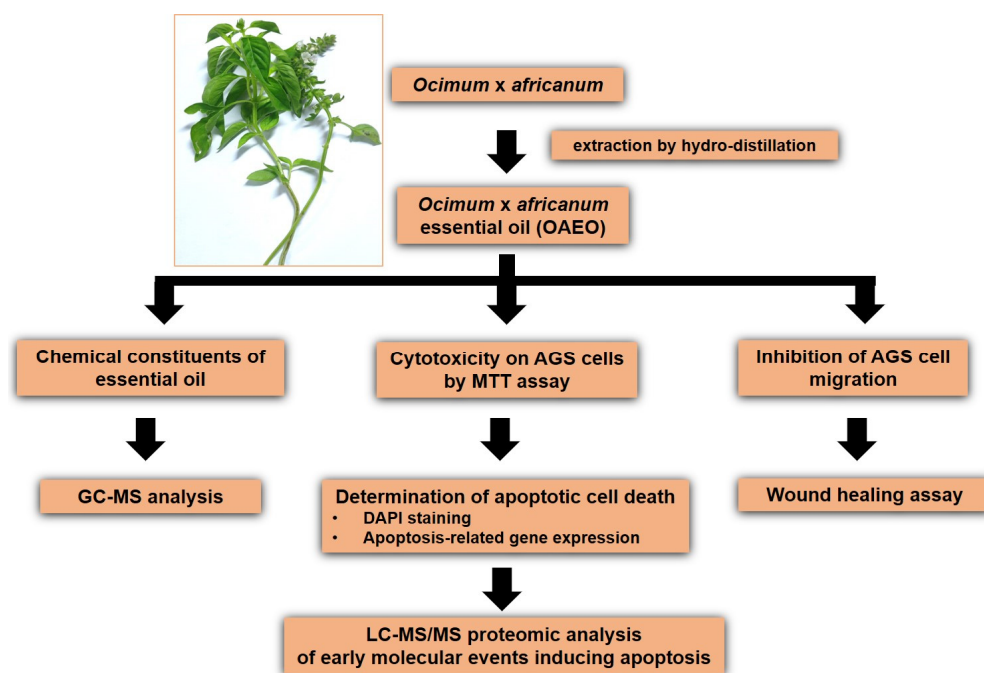 Ocimum x africanum
extraction by hydro-distillation
Ocimum x africanum
essential oil (OAEO)
Chemical constituents of
essential oil
Cytotoxicity on AGS cells
by MTT assay
Inhibition of AGS cell
migration
GC-MS analysis
Determination of apoptotic cell death
• DAPI staining
• Apoptosis-related gene expression
Wound healing assay
LC-MS/MS proteomic analysis
of early molecular events inducing apoptosis